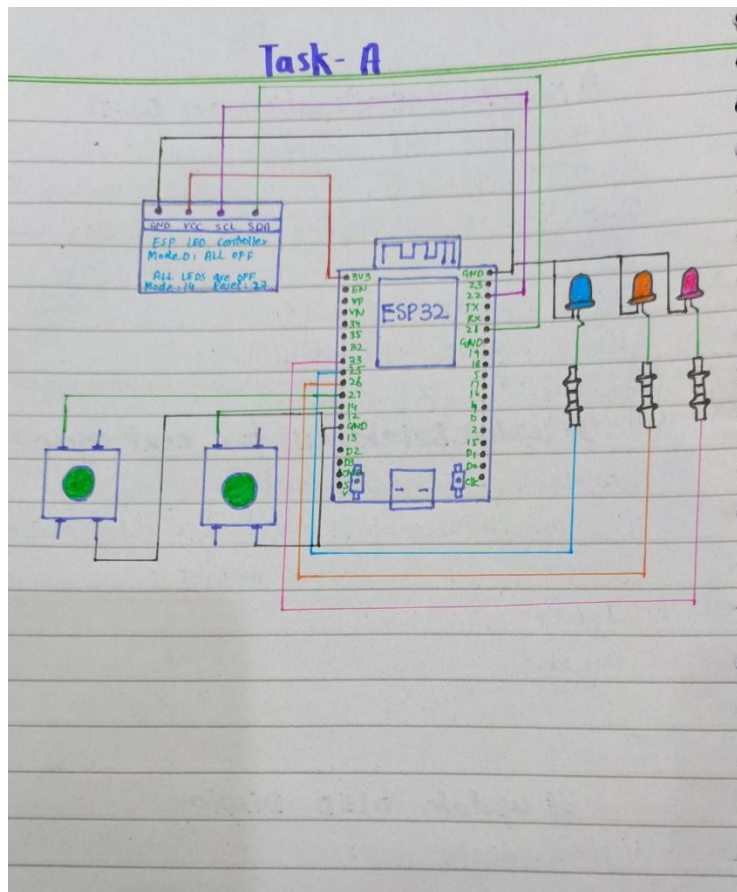 Task-A
GND VCC SCL SDA
ESP LED Contoller
Mode 0: ALL OFF
ALL LEDS are OFF
Mode:14 Reset:27
ESP32
3V3
EN
VP
VN
34
35
32
33
25
26
27
14
12
GND
13
D2
D3
GND
23
22
TX
RX
21
GND
19
18
5
17
16
4
0
2
15
D1
D0
CLK